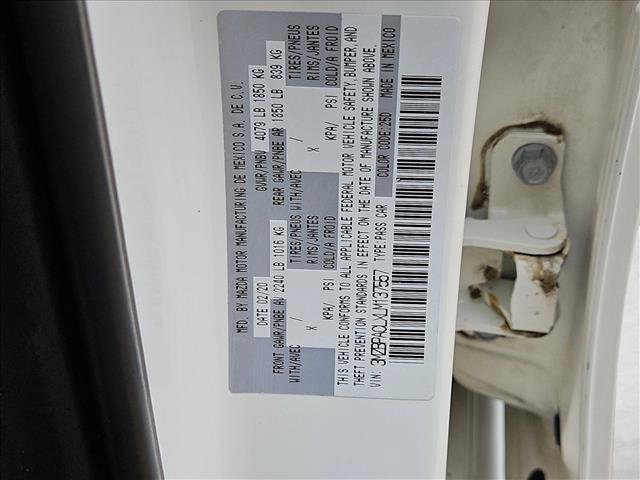 MFD. BY MAZDA MOTOR MANUFACTURING DE MEXICO S.A. DE C.V.
DATE 02/20 GVWR/PNBV 4079 LB 1850 KG
FRONT GAWR/PNBE AV 2240 LB 1016 KG REAR GAWR/PNBE AR 1850 LB 839 KG
WITH/AVEC TIRES/PNEUS WITH/AVEC TIRES/PNEUS
/ RIMS/JANTES / RIMS/JANTES
X KPA/ PSI COLD/A FROID X KPA/ PSI COLD/A FROID
THIS VEHICLE CONFORMS TO ALL APPLICABLE FEDERAL MOTOR VEHICLE SAFETY, BUMPER, AND
THEFT PREVENTION STANDARDS IN EFFECT ON THE DATE OF MANUFACTURE SHOWN ABOVE.
VIN: 3MZBPACLXLM137557 TYPE: PASS CAR COLOR CODE: 26D MADE IN MEXICO